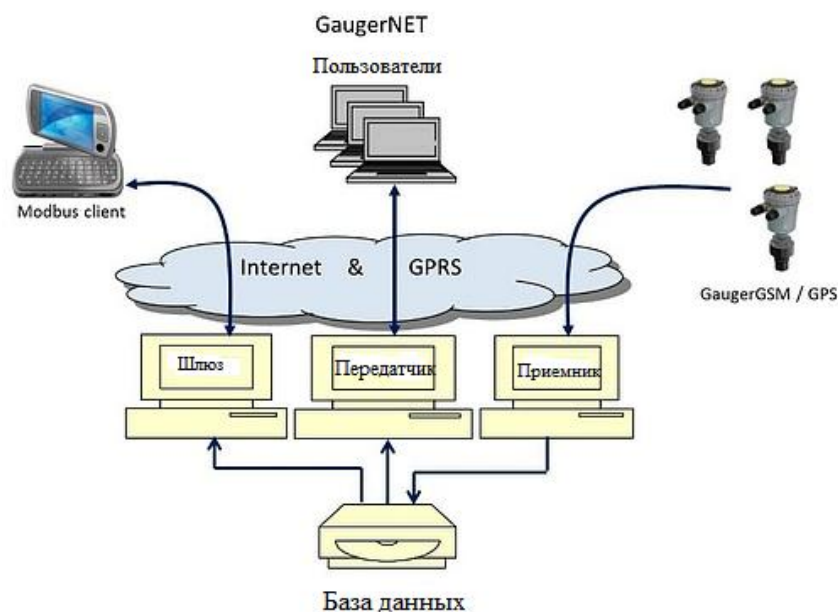 GaugerNET
Пользователи
Modbus client
Internet & GPRS
GaugerGSM / GPS
Шлюз
Передатчик
Приемник
База данных